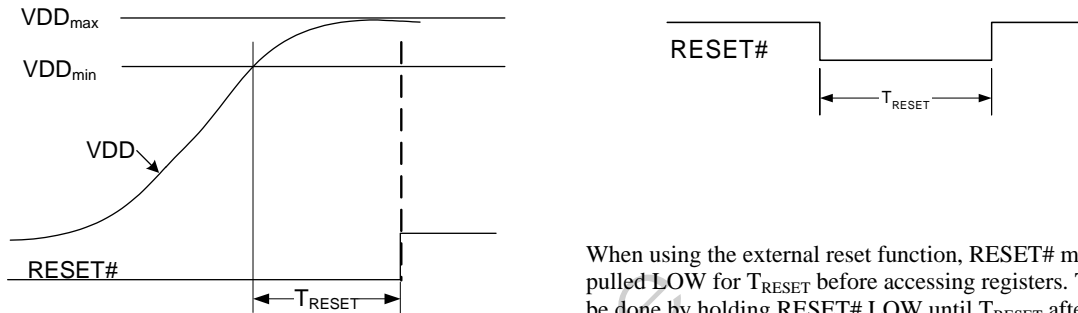 VDDmax
VDDmin
VDD
RESET#
TRESET
RESET#
TRESET
When using the external reset function, RESET#
pulled LOW for TRESET before accessing registers.
be done by holding RESET# LOW until TRESET